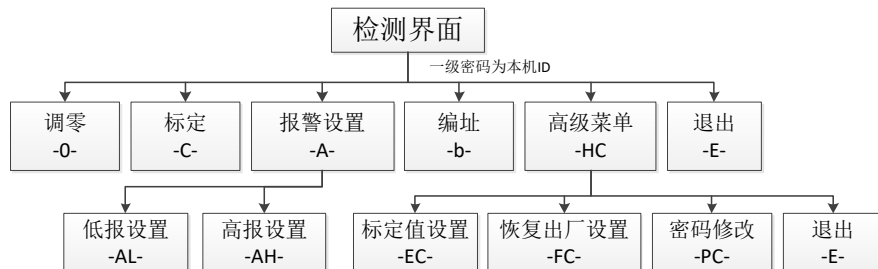 检测界面
一级密码为本机ID
调零
-0-
标定
-C-
报警设置
-A-
编址
-b-
高级菜单
-HC
退出
-E-
低报设置
-AL-
高报设置
-AH-
标定值设置
-EC-
恢复出厂设置
-FC-
密码修改
-PC-
退出
-E-